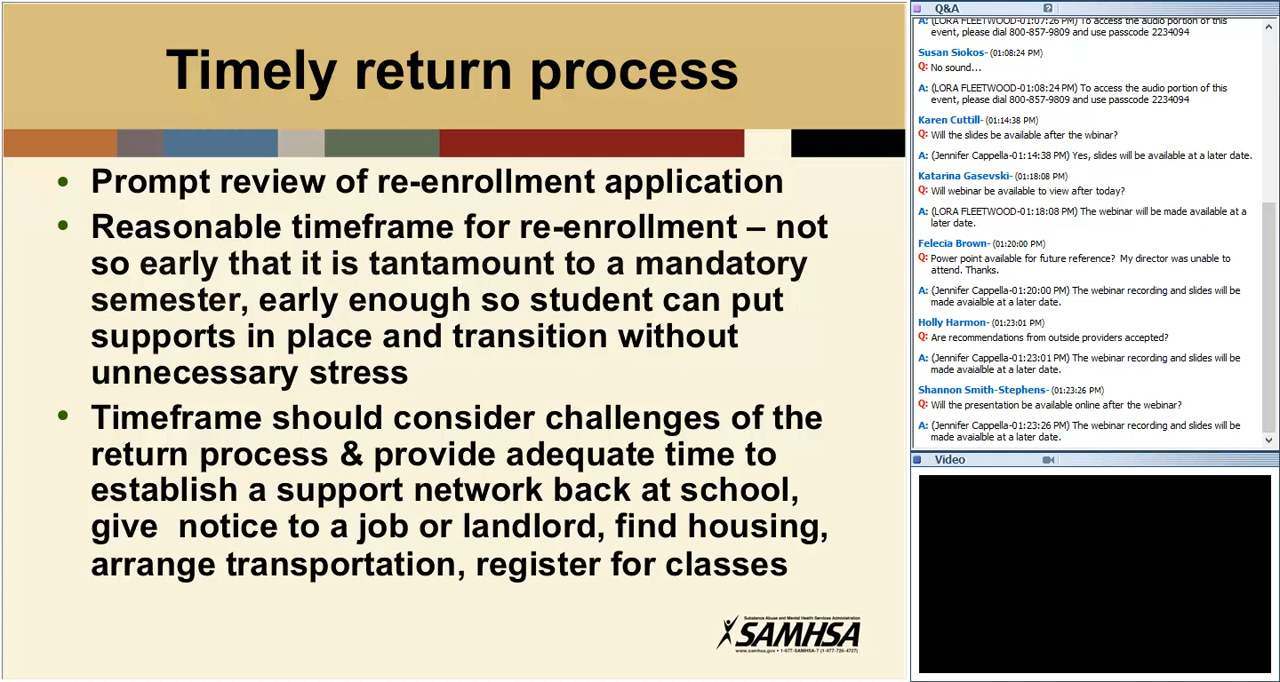 Timely return process
• Prompt review of re-enrollment application
• Reasonable timeframe for re-enrollment – not
so early that it is tantamount to a mandatory
semester, early enough so student can put
supports in place and transition without
unnecessary stress
• Timeframe should consider challenges of the
return process & provide adequate time to
establish a support network back at school,
give  notice to a job or landlord, find housing,
arrange transportation, register for classes
Substance Abuse and Mental Health Services Administration
SAMHSA
www.samhsa.gov • 1-877-SAMHSA-7 (1-877-726-4727)
Q&A
A: (LORA FLEETWOOD-01:07:26 PM) To access the audio portion of this
event, please dial 800-857-9809 and use passcode 2234094
Susan Siokos- (01:08:24 PM)
Q: No sound...
A: (LORA FLEETWOOD-01:08:24 PM) To access the audio portion of this
event, please dial 800-857-9809 and use passcode 2234094
Karen Cuttill- (01:14:38 PM)
Q: Will the slides be available after the wbinar?
A: (Jennifer Cappella-01:14:38 PM) Yes, slides will be available at a later date.
Katarina Gasevski- (01:18:08 PM)
Q: Will webinar be available to view after today?
A: (LORA FLEETWOOD-01:18:08 PM) The webinar will be made available at a
later date.
Felecia Brown- (01:20:00 PM)
Q: Power point available for future reference?  My director was unable to
attend. Thanks.
A: (Jennifer Cappella-01:20:00 PM) The webinar recording and slides will be
made avaialble at a later date.
Holly Harmon- (01:23:01 PM)
Q: Are recommendations from outside providers accepted?
A: (Jennifer Cappella-01:23:01 PM) The webinar recording and slides will be
made avaialble at a later date.
Shannon Smith-Stephens- (01:23:26 PM)
Q: Will the presentation be available online after the webinar?
A: (Jennifer Cappella-01:23:26 PM) The webinar recording and slides will be
made avaialble at a later date.
Video